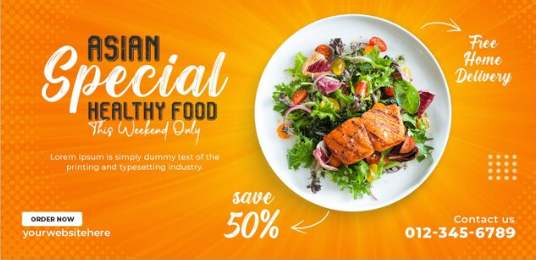 ASIAN
Special
HEALTHY FOOD
This Weekend Only
Lorem Ipsum is simply dummy text of the
printing and typesetting industry.
ORDER NOW
yourwebsitehere
save
50%
Free
Home
Delivery
Contact us
012-345-6789